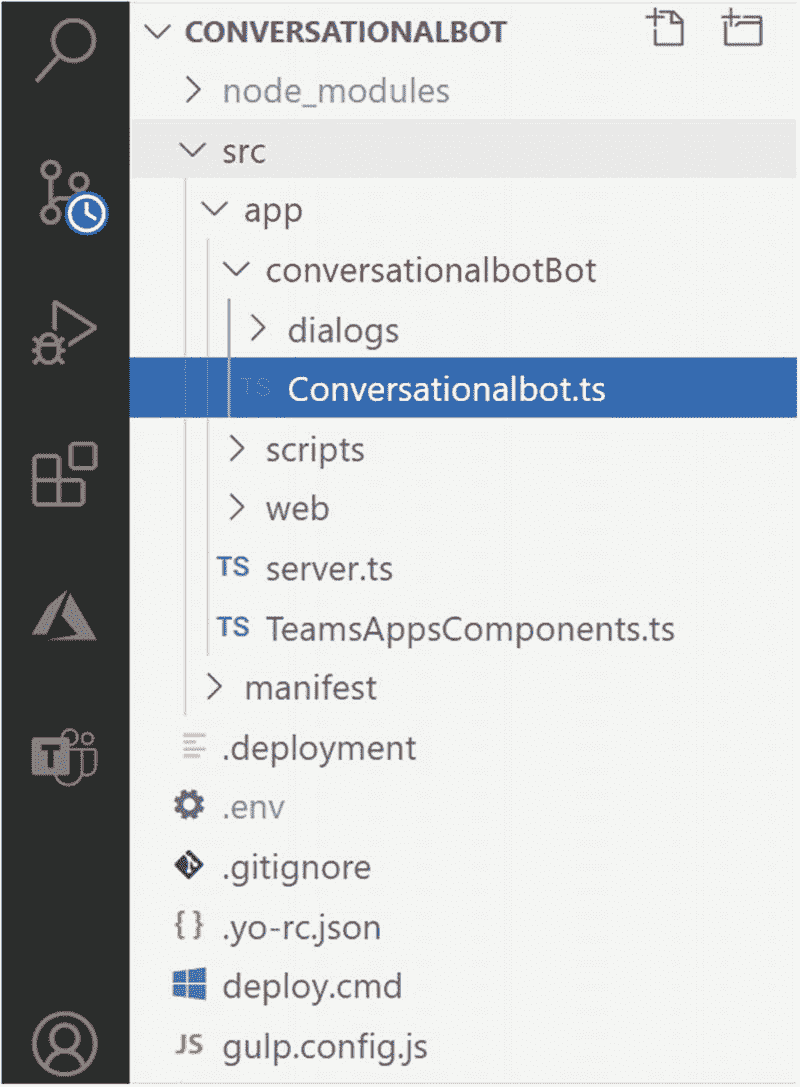 CONVERSATIONALBOT
node_modules
src
app
conversationalbotBot
dialogs
TS Conversationalbot.ts
scripts
web
TS server.ts
TS TeamsAppsComponents.ts
manifest
.deployment
.env
.gitignore
{} .yo-rc.json
deploy.cmd
JS gulp.config.js
T